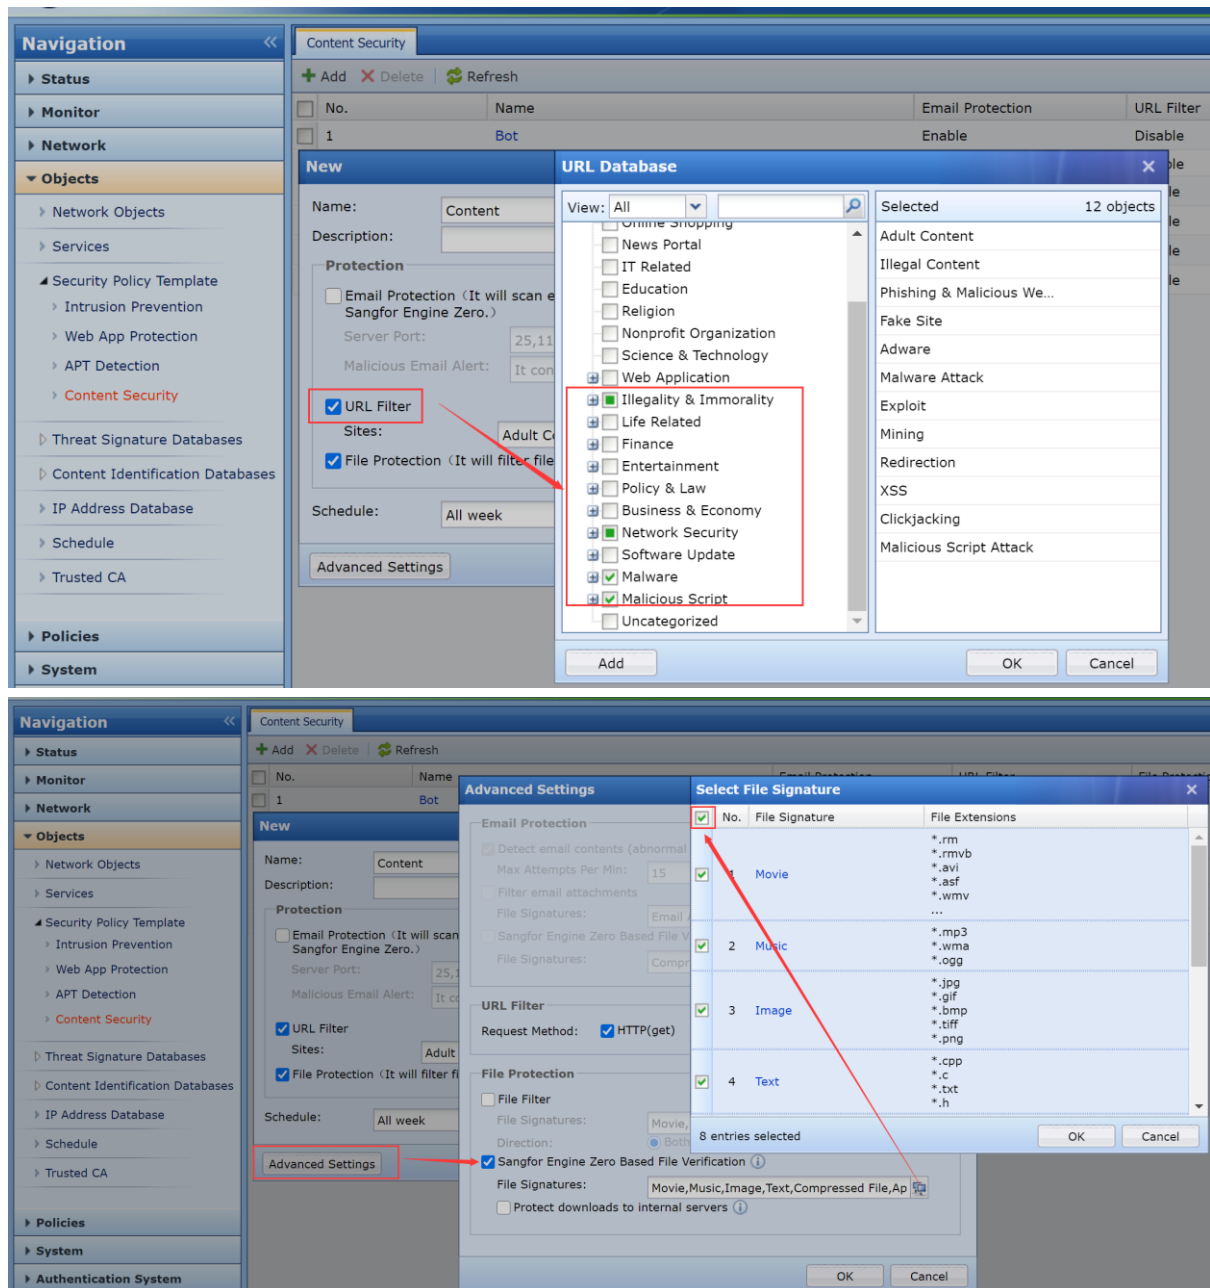 Navigation
Status
Monitor
Network
Objects
Network Objects
Services
Security Policy Template
Intrusion Prevention
Web App Protection
APT Detection
Content Security
Threat Signature Databases
Content Identification Databases
IP Address Database
Schedule
Trusted CA
Policies
System
Content Security
Add Delete Refresh
No. Name Email Protection URL Filter
1 Bot Enable Disable
New
Name: Content
Description:
Protection
Email Protection (It will scan e
Sangfor Engine Zero.)
Server Port: 25,11
Malicious Email Alert: It con
URL Filter
Sites: Adult Co
File Protection (It will filter file
Schedule: All week
Advanced Settings
URL Database
View: All
Online Shopping
News Portal
IT Related
Education
Religion
Nonprofit Organization
Science & Technology
Web Application
Illegality & Immorality
Life Related
Finance
Entertainment
Policy & Law
Business & Economy
Network Security
Software Update
Malware
Malicious Script
Uncategorized
Selected 12 objects
Adult Content
Illegal Content
Phishing & Malicious We...
Fake Site
Adware
Malware Attack
Exploit
Mining
Redirection
XSS
Clickjacking
Malicious Script Attack
Add OK Cancel
Navigation
Status
Monitor
Network
Objects
Network Objects
Services
Security Policy Template
Intrusion Prevention
Web App Protection
APT Detection
Content Security
Threat Signature Databases
Content Identification Databases
IP Address Database
Schedule
Trusted CA
Policies
System
Authentication System
Content Security
Add Delete Refresh
No. Name Email Protection URL Filter
1 Bot
New
Name: Content
Description:
Protection
Email Protection (It will scan
Sangfor Engine Zero.)
Server Port: 25,1
Malicious Email Alert: It co
URL Filter
Sites: Adult
File Protection (It will filter fi
Schedule: All week
Advanced Settings
Advanced Settings
Email Protection
Detect email contents (abnormal
Max Attempts Per Min: 15
Filter email attachments
File Signatures: Email
Sangfor Engine Zero Based File V
File Signatures: Compr
URL Filter
Request Method: HTTP(get)
File Protection
File Filter
File Signatures: Movie,
Direction: Both
Sangfor Engine Zero Based File Verification
File Signatures: Movie,Music,Image,Text,Compressed File,Ap
Protect downloads to internal servers
OK Cancel
Select File Signature
No. File Signature File Extensions
1 Movie
*.rm
*.rmvb
*.avi
*.asf
*.wmv
...
2 Music
*.mp3
*.wma
*.ogg
3 Image
*.jpg
*.gif
*.bmp
*.tiff
*.png
4 Text
*.cpp
*.c
*.txt
*.h
8 entries selected
OK Cancel